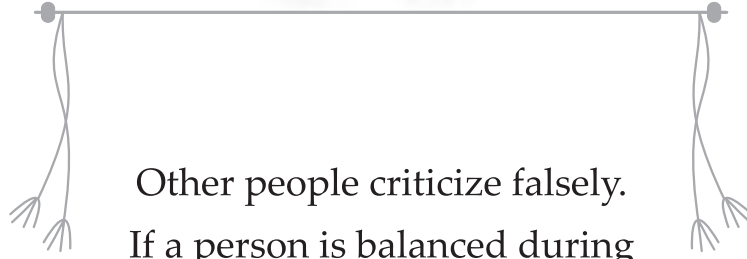 Other people criticize falsely.
If a person is balanced during